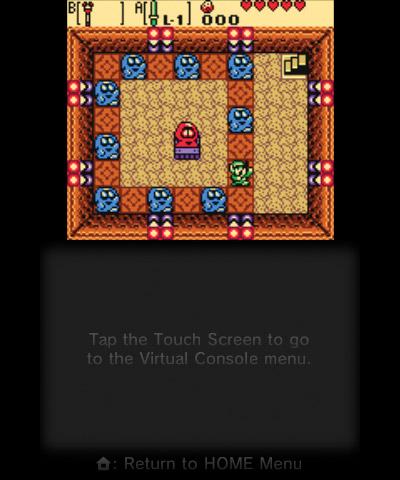 B A L-1 000
Tap the Touch Screen to go
to the Virtual Console menu.
: Return to HOME Menu